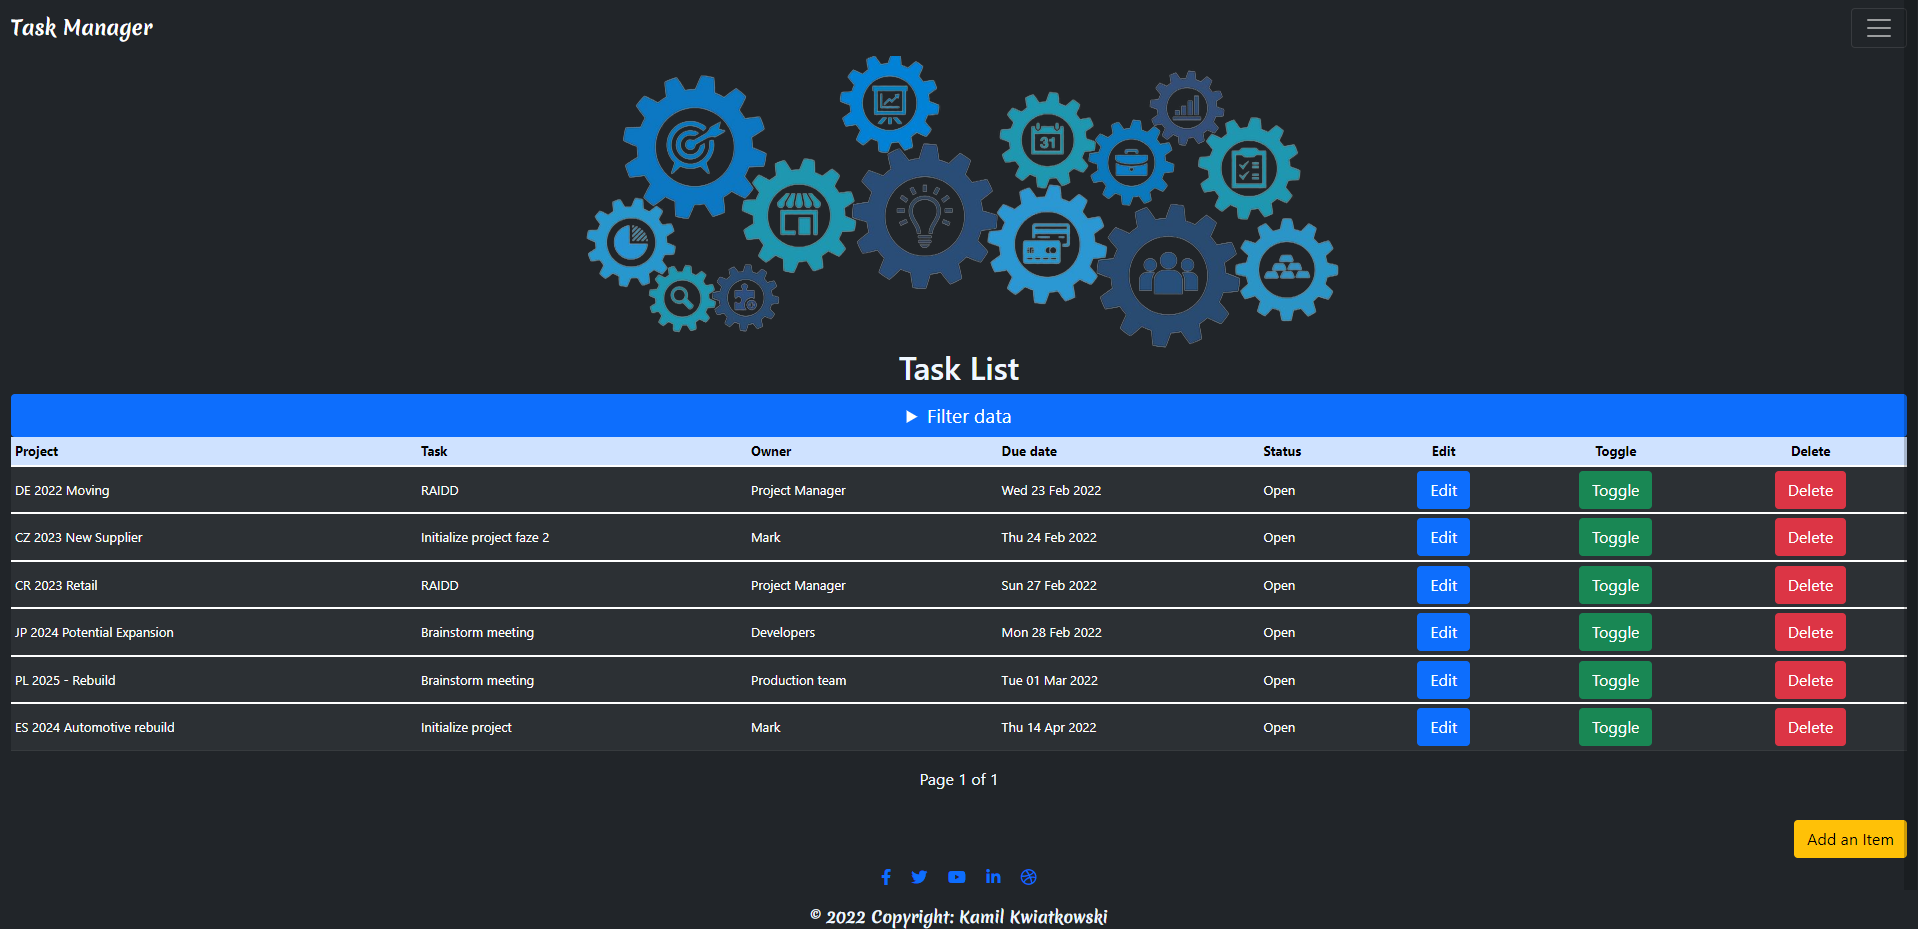 Task Manager
31
Task List
Filter data
Project Task Owner Due date Status Edit Toggle Delete
DE 2022 Moving RAIDD Project Manager Wed 23 Feb 2022 Open Edit Toggle Delete
CZ 2023 New Supplier Initialize project faze 2 Mark Thu 24 Feb 2022 Open Edit Toggle Delete
CR 2023 Retail RAIDD Project Manager Sun 27 Feb 2022 Open Edit Toggle Delete
JP 2024 Potential Expansion Brainstorm meeting Developers Mon 28 Feb 2022 Open Edit Toggle Delete
PL 2025 - Rebuild Brainstorm meeting Production team Tue 01 Mar 2022 Open Edit Toggle Delete
ES 2024 Automotive rebuild Initialize project Mark Thu 14 Apr 2022 Open Edit Toggle Delete
Page 1 of 1
Add an Item
© 2022 Copyright: Kamil Kwiatkowski